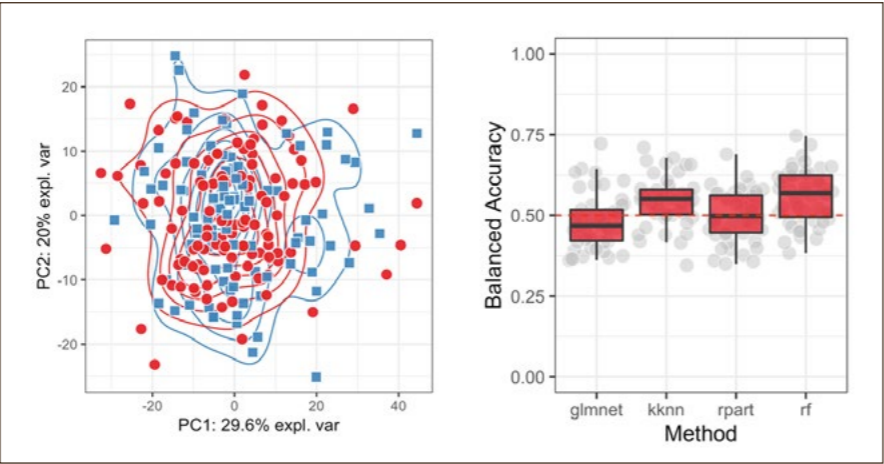 20
10
0
-10
-20
PC2: 20% expl. var
-20 0 20 40
PC1: 29.6% expl. var
1.00
0.75
0.50
0.25
0.00
Balanced Accuracy
glmnet kknn rpart rf
Method